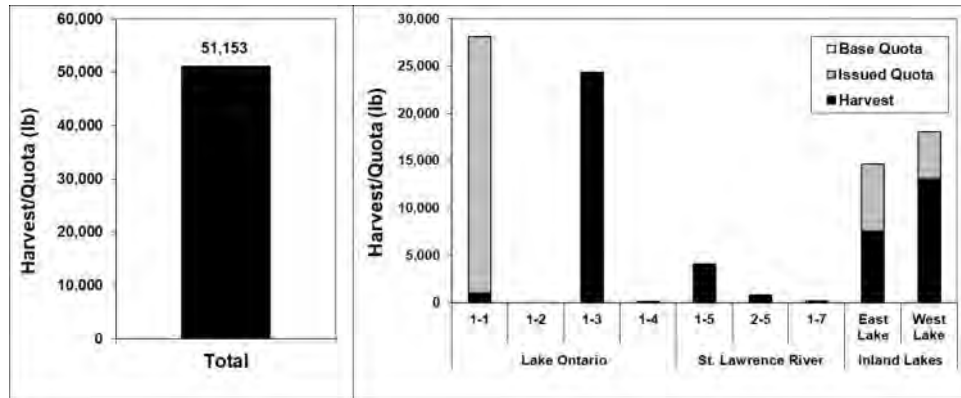 60,000
50,000
40,000
30,000
20,000
10,000
0
Harvest/Quota (lb)
51,153
Total
30,000
25,000
20,000
15,000
10,000
5,000
0
Harvest/Quota (lb)
Base Quota
Issued Quota
Harvest
1-1 1-2 1-3 1-4 1-5 2-5 1-7 East Lake West Lake
Lake Ontario St. Lawrence River Inland Lakes